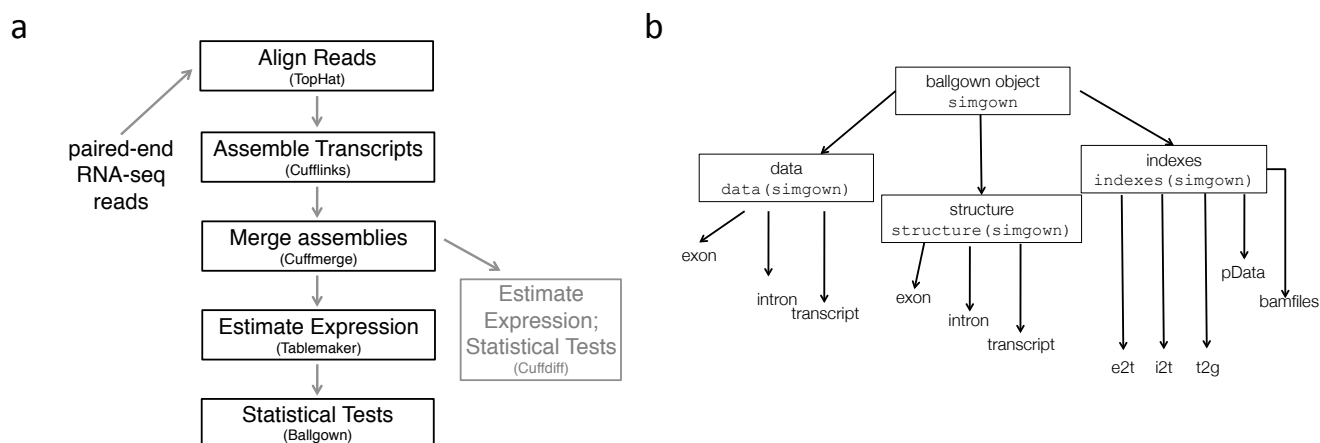 a
Align Reads
(TopHat)
paired-end
RNA-seq
reads
Assemble Transcripts
(Cufflinks)
Merge assemblies
(Cuffmerge)
Estimate
Expression;
Statistical Tests
(Cuffdiff)
Estimate Expression
(Tablemaker)
Statistical Tests
(Ballgown)
b
ballgown object
simgown
data
data(simgown)
exon
intron
transcript
structure
structure(simgown)
exon
intron
transcript
indexes
indexes(simgown)
e2t
i2t
t2g
pData
bamfiles